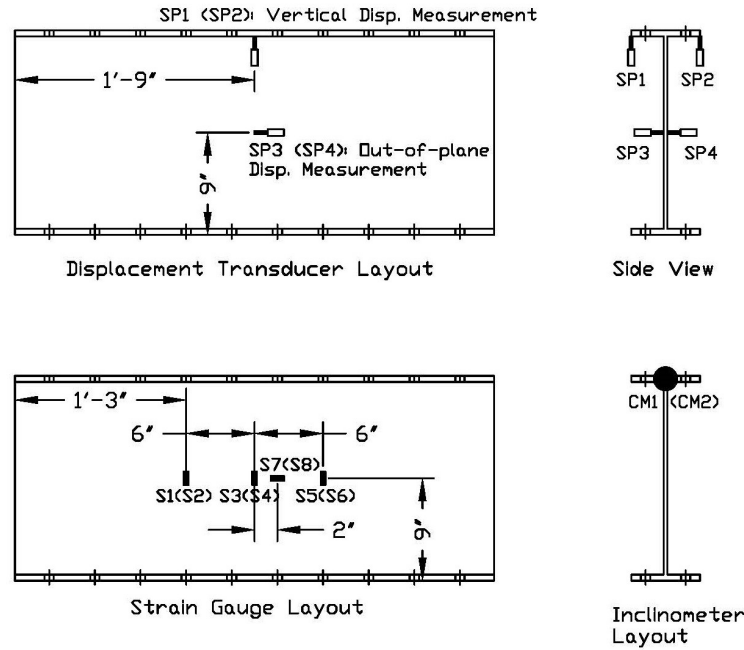 SP1 (SP2): Vertical Disp. Measurement
1'-9"
SP3 (SP4): Out-of-plane
Disp. Measurement
9"
Displacement Transducer Layout
SP1 SP2
SP3 SP4
Side View
1'-3"
6" 6"
S7(S8)
S1(S2) S3(S4) S5(S6)
2"
9"
Strain Gauge Layout
CM1 (CM2)
Inclinometer
Layout